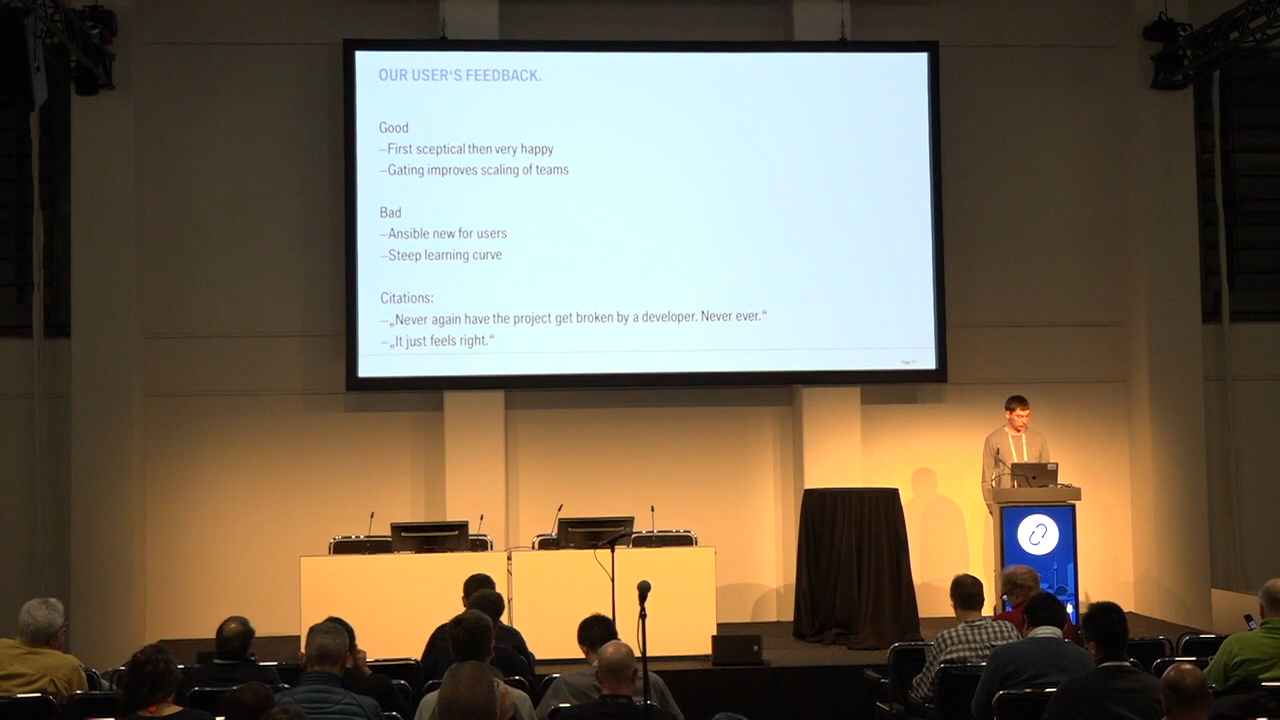 OUR USER'S FEEDBACK.
Good
–First sceptical then very happy
–Gating improves scaling of teams
Bad
–Ansible new for users
–Steep learning curve
Citations:
–„Never again have the project get broken by a developer. Never ever.“
–„It just feels right.“